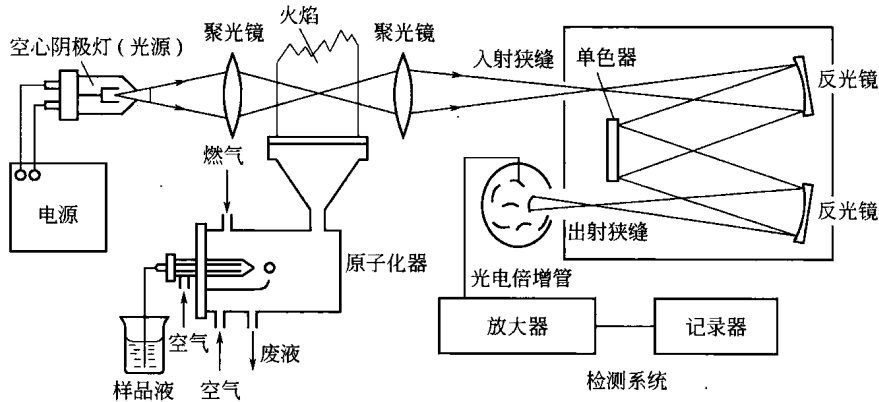 火焰
聚光镜
聚光镜
空心阴极灯(光源)
入射狭缝
单色器
反光镜
燃气
电源
反光镜
出射狭缝
原子化器
光电倍增管
放大器
记录器
空气
废液
样品液
空气
检测系统